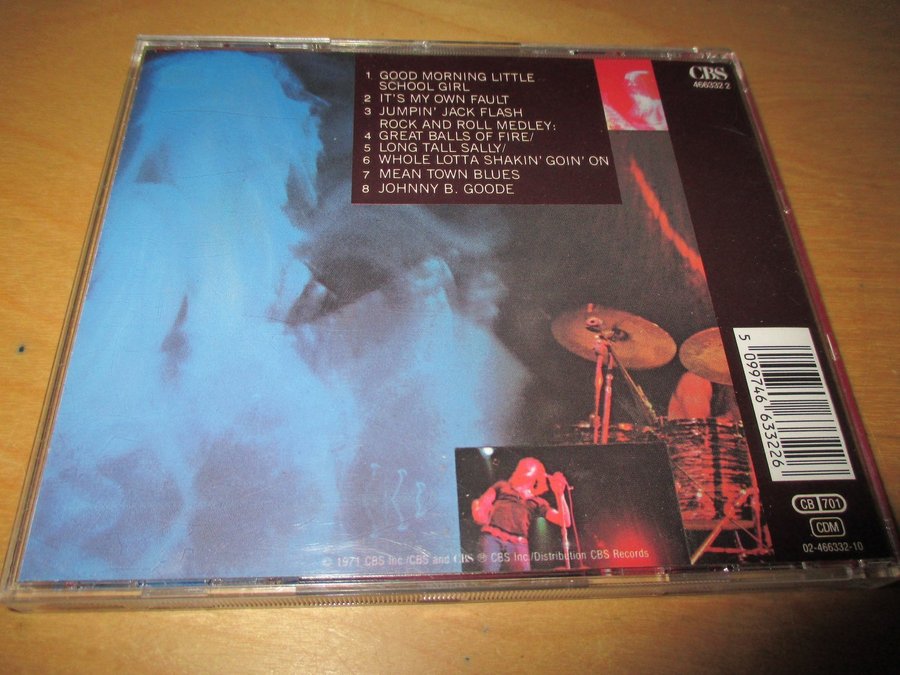 1 GOOD MORNING LITTLE
SCHOOL GIRL
2 IT'S MY OWN FAULT
3 JUMPIN' JACK FLASH
ROCK AND ROLL MEDLEY:
4 GREAT BALLS OF FIRE/
5 LONG TALL SALLY/
6 WHOLE LOTTA SHAKIN' GOIN' ON
7 MEAN TOWN BLUES
8 JOHNNY B. GOODE
CBS
466332 2
5 099746 633226
CB 701
CDM
02-466332-10
© 1971 CBS Inc./CBS and CBS ℗ CBS Inc./Distribution CBS Records